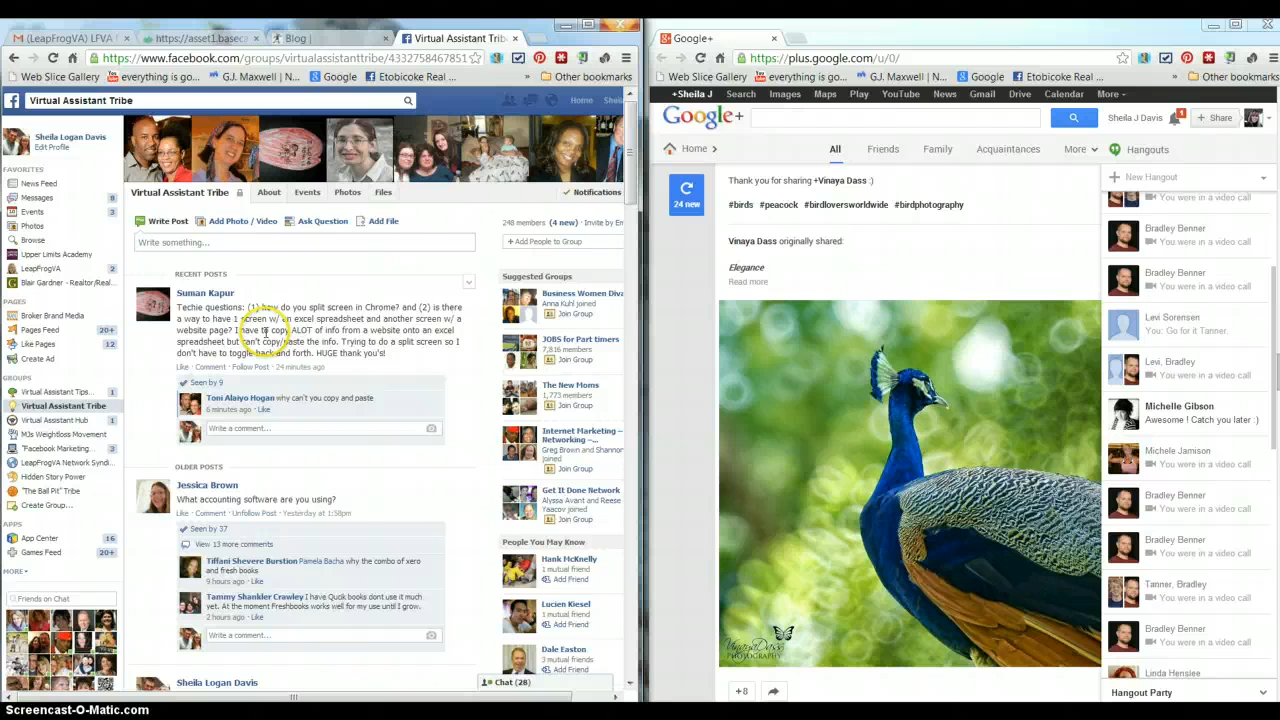 (LeapFrogVA) LFVA
https://asset1.baseca
Blog
Virtual Assistant Trib
https://www.facebook.com/groups/virtualassistanttribe/4332758467851
Web Slice Gallery
everything is go...
G.J. Maxwell | N...
Google
Etobicoke Real ...
Other bookmarks
Virtual Assistant Tribe
Home
Sheila Logan Davis
Edit Profile
FAVORITES
News Feed
Messages 8
Events 3
Photos
Browse
Upper Limits Academy
LeapFrogVA 2
Blair Gardner - Realtor/Real...
PAGES
Broker Brand Media
Pages Feed 20+
Like Pages 12
Create Ad
GROUPS
Virtual Assistant Tips... 1
Virtual Assistant Tribe
Virtual Assistant Hub 1
MJs Weightloss Movement
"Facebook Marketing... 3
LeapFrogVA Network Syndi...
Hidden Story Power
"The Ball Pit" Tribe
Create Group...
APPS
App Center 16
Games Feed 20+
MORE
Friends on Chat
Virtual Assistant Tribe
About
Events
Photos
Files
Notifications
Write Post
Add Photo / Video
Ask Question
Add File
Write something...
RECENT POSTS
Suman Kapur
Techie questions: (1) how do you split screen in Chrome? and (2) is there
a way to have 1 screen w/ an excel spreadsheet and another screen w/ a
website page? I have to copy ALOT of info from a website onto an excel
spreadsheet but can't copy/paste the info. Trying to do a split screen so I
don't have to toggle back and forth. HUGE thank you's!
Like · Comment · Follow Post · 24 minutes ago
Seen by 9
Toni Alaiyo Hogan why can't you copy and paste
6 minutes ago · Like
Write a comment...
OLDER POSTS
Jessica Brown
What accounting software are you using?
Like · Comment · Unfollow Post · Yesterday at 1:58pm
Seen by 37
View 13 more comments
Tiffani Shevere Burstion Pamela Bacha why the combo of xero
and fresh books
9 hours ago · Like
Tammy Shankler Crawley I have Quick books dont use it much
yet. At the moment Freshbooks works well for my use until I grow.
2 hours ago · Like
Write a comment...
Sheila Logan Davis
248 members (4 new) · Invite by Em
+ Add People to Group
Suggested Groups
Business Women Diva
Anna Kuhl joined
Join Group
JOBS for Part timers
7,816 members
Join Group
The New Moms
1,773 members
Join Group
Internet Marketing –
Networking –...
Greg Brown and Shannon
joined
Join Group
Get It Done Network
Alyssa Avant and Reese
Yaacov joined
Join Group
People You May Know
Hank McKnelly
1 mutual friend
Add Friend
Lucien Kiesel
1 mutual friend
Add Friend
Dale Easton
3 mutual friends
Add Friend
Chat (28)
Google+
https://plus.google.com/u/0/
Web Slice Gallery
everything is go...
G.J. Maxwell | N...
Google
Etobicoke Real ...
Other bookmarks
+Sheila J
Search
Images
Maps
Play
YouTube
News
Gmail
Drive
Calendar
More
Google+
Sheila J Davis
+ Share
Home
All
Friends
Family
Acquaintances
More
Hangouts
24 new
Thank you for sharing +Vinaya Dass :)
#birds #peacock #birdloversworldwide #birdphotography
Vinaya Dass originally shared:
Elegance
Read more
VinayaDass
PHOTOGRAPHY
+8
New Hangout
You were in a video call
Bradley Benner
You were in a video call
Bradley Benner
You were in a video call
Levi Sorensen
You: Go for it Tanner.
Levi, Bradley
You were in a video call
Michelle Gibson
Awesome ! Catch you later :)
Michele Jamison
You were in a video call
Bradley Benner
You were in a video call
Bradley Benner
You were in a video call
Tanner, Bradley
You were in a video call
Bradley Benner
You were in a video call
Linda Henslee
Hangout Party
Screencast-O-Matic.com